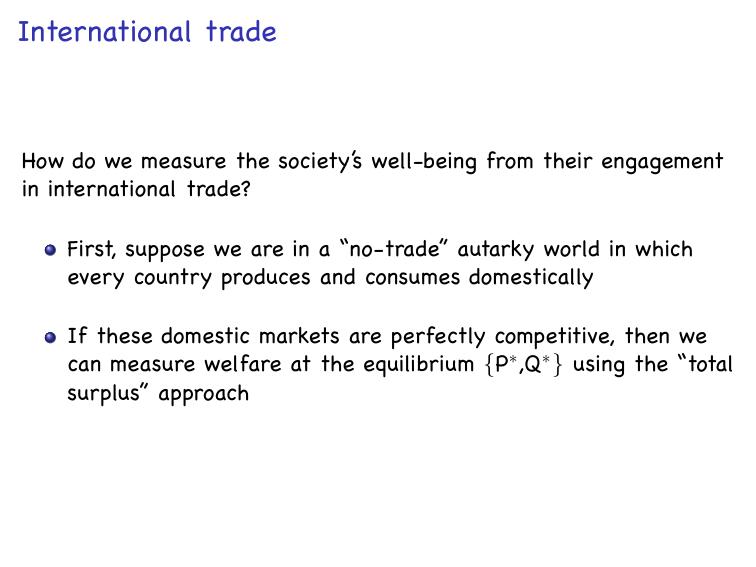 International trade
How do we measure the society's well-being from their engagement
in international trade?
First, suppose we are in a "no-trade" autarky world in which
every country produces and consumes domestically
If these domestic markets are perfectly competitive, then we
can measure welfare at the equilibrium {P*,Q*} using the "total
surplus" approach